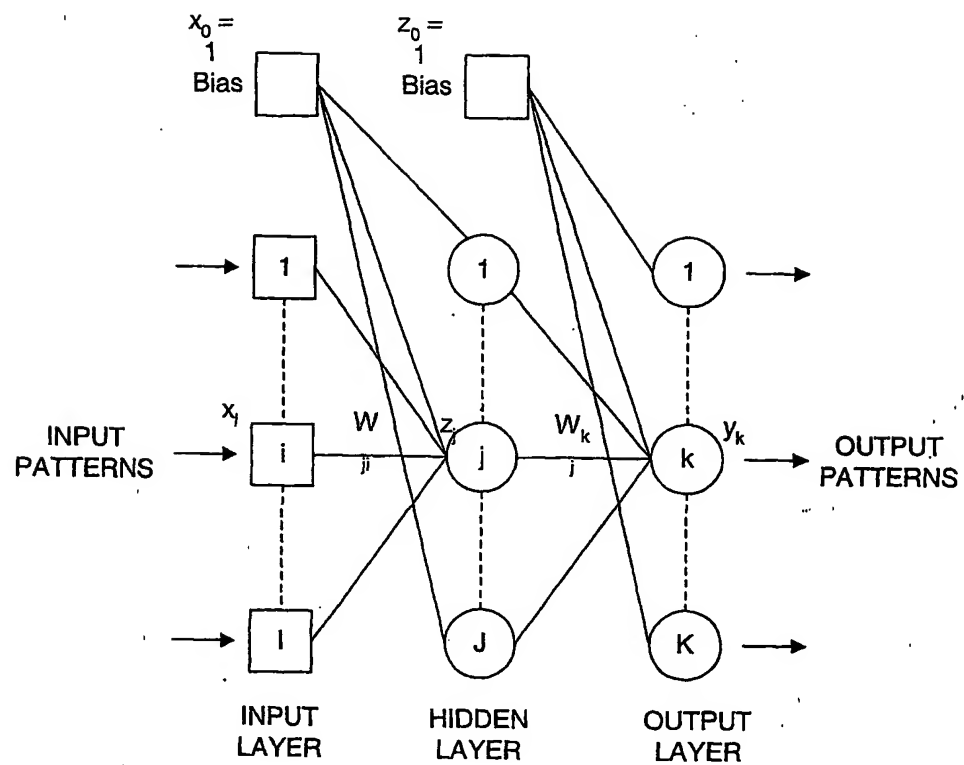 x₀ =
1
Bias
z₀ =
1
Bias
1
1
1
xᵢ
W
ji
zⱼ
Wₖ
j
yₖ
INPUT
PATTERNS
i
j
k
OUTPUT
PATTERNS
I
J
K
INPUT
LAYER
HIDDEN
LAYER
OUTPUT
LAYER